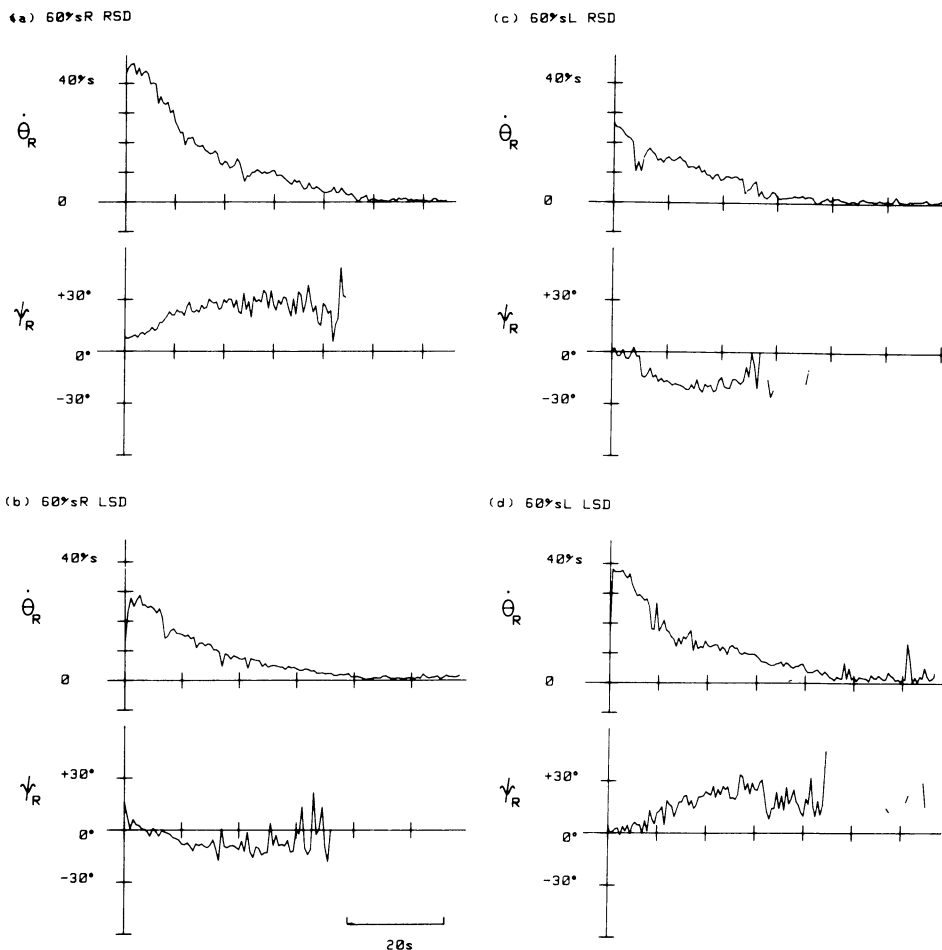 (a) 60°/sR RSD
40°/s
θ̇R
0
+30°
ψR
0°
-30°
(b) 60°/sR LSD
40°/s
θ̇R
0
+30°
ψR
0°
-30°
20s
(c) 60°/sL RSD
40°/s
θ̇R
0
+30°
ψR
0°
-30°
(d) 60°/sL LSD
40°/s
θ̇R
0
+30°
ψR
0°
-30°